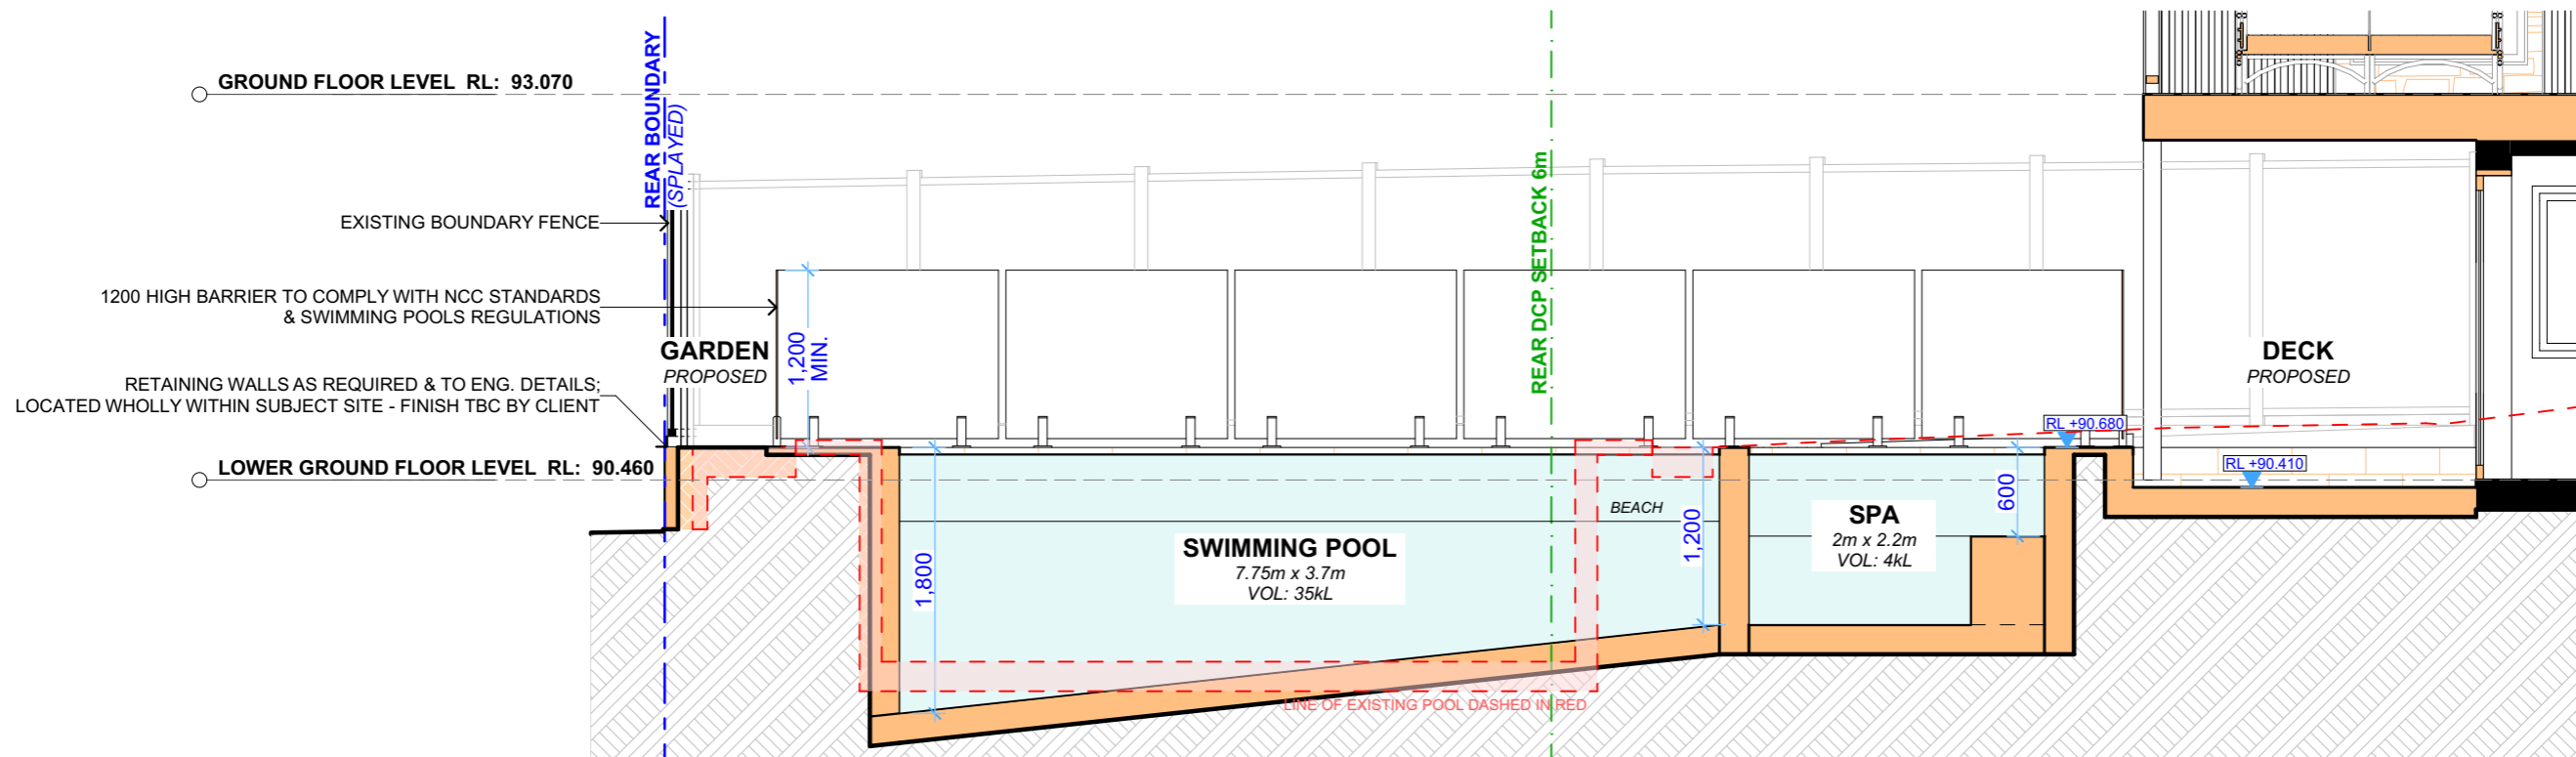 GROUND FLOOR LEVEL RL: 93.070
REAR BOUNDARY
(SPLAYED)
EXISTING BOUNDARY FENCE
1200 HIGH BARRIER TO COMPLY WITH NCC STANDARDS
& SWIMMING POOLS REGULATIONS
GARDEN
PROPOSED
1,200
MIN.
RETAINING WALLS AS REQUIRED & TO ENG. DETAILS;
LOCATED WHOLLY WITHIN SUBJECT SITE - FINISH TBC BY CLIENT
LOWER GROUND FLOOR LEVEL RL: 90.460
REAR DCP SETBACK 6m
DECK
PROPOSED
RL +90.680
RL +90.410
BEACH
SWIMMING POOL
7.75m x 3.7m
VOL: 35kL
1,800
1,200
SPA
2m x 2.2m
VOL: 4kL
600
LINE OF EXISTING POOL DASHED IN RED